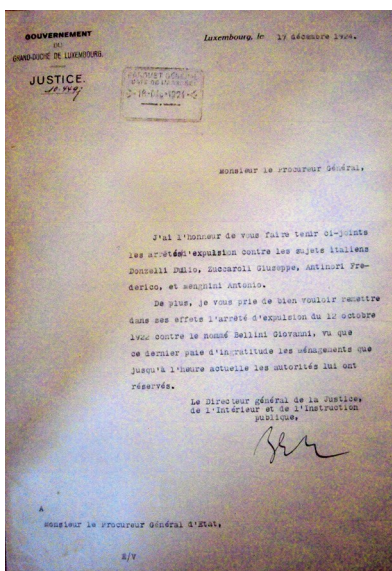 GOUVERNEMENT
DU
GRAND-DUCHÉ DE LUXEMBOURG.
JUSTICE.
Luxembourg, le 17 décembre 1924.
PARQUET GÉNÉRAL
Monsieur le Procureur Général,
J'ai l'honneur de vous faire tenir ci-joints
les arrêtés d'expulsion contre les sujets italiens
Donzelli Dulio, Zuccaroli Giuseppe, Antinori Fre-
derico, et Mengnini Antonio.
De plus, je vous prie de bien vouloir remettre
dans ses effets l'arrêté d'expulsion du 12 octobre
1922 contre le nommé Bellini Giovanni, vu que
ce dernier paie d'ingratitude les ménagements que
jusqu'à l'heure actuelle les autorités lui ont
réservés.
Le Directeur général de la Justice,
de l'Intérieur et de l'Instruction
publique,
A
Monsieur le Procureur Général d'Etat,
E/V